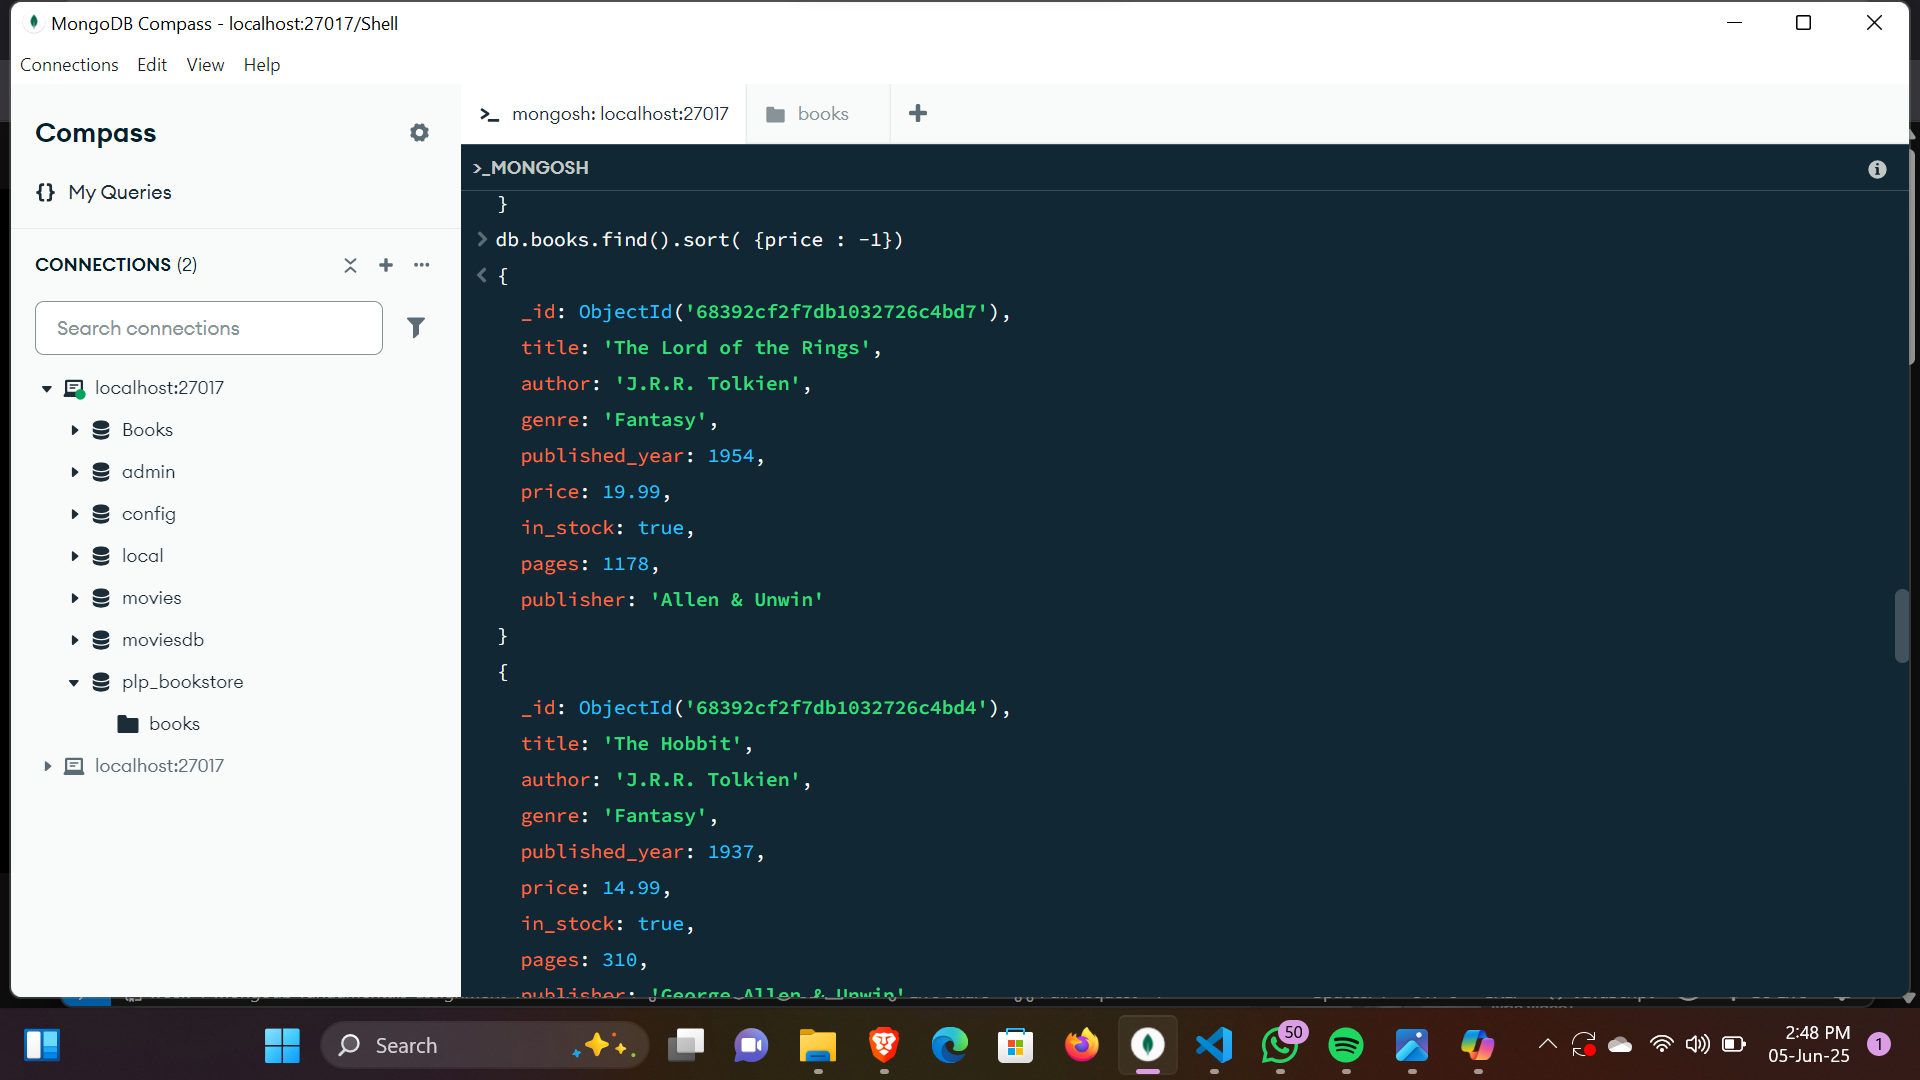 MongoDB Compass - localhost:27017/Shell
Connections Edit View Help
Compass
>_ mongosh: localhost:27017
books
{} My Queries
>_MONGOSH
CONNECTIONS (2)
Search connections
localhost:27017
Books
admin
config
local
movies
moviesdb
plp_bookstore
books
localhost:27017
}
> db.books.find().sort( {price : -1})
< {
_id: ObjectId('68392cf2f7db1032726c4bd7'),
title: 'The Lord of the Rings',
author: 'J.R.R. Tolkien',
genre: 'Fantasy',
published_year: 1954,
price: 19.99,
in_stock: true,
pages: 1178,
publisher: 'Allen & Unwin'
}
{
_id: ObjectId('68392cf2f7db1032726c4bd4'),
title: 'The Hobbit',
author: 'J.R.R. Tolkien',
genre: 'Fantasy',
published_year: 1937,
price: 14.99,
in_stock: true,
pages: 310,
publisher: 'George Allen & Unwin'
Search
50
2:48 PM
05-Jun-25
1